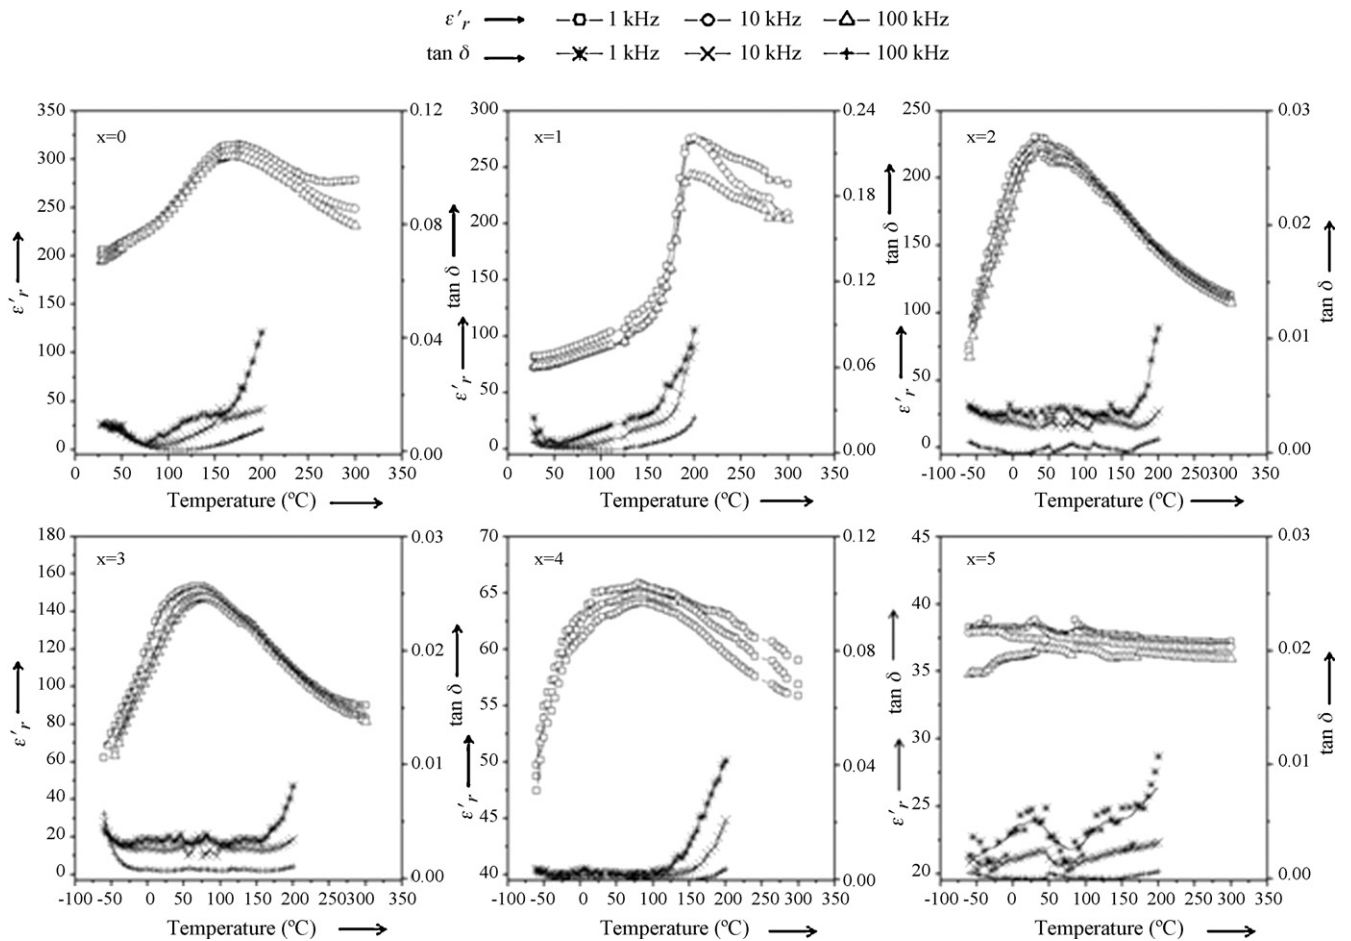 ε′r → 1 kHz 10 kHz 100 kHz
tan δ → 1 kHz 10 kHz 100 kHz
x=0
350
300
250
200
150
100
50
0
ε′r →
0 50 100 150 200 250 300 350
Temperature (ºC) →
0.12
0.08
0.04
0.00
tan δ →
x=1
300
250
200
150
100
50
0
ε′r →
0 50 100 150 200 250 300 350
Temperature (ºC) →
0.24
0.18
0.12
0.06
0.00
tan δ →
x=2
250
200
150
100
50
0
ε′r →
-100 -50 0 50 100 150 200 250 300 350
Temperature (ºC) →
0.03
0.02
0.01
0.00
tan δ →
x=3
180
160
140
120
100
80
60
40
20
0
ε′r →
-100 -50 0 50 100 150 200 250 300 350
Temperature (ºC) →
0.03
0.02
0.01
0.00
tan δ →
x=4
70
65
60
55
50
45
40
ε′r →
-100 -50 0 50 100 150 200 250 300 350
Temperature (ºC) →
0.12
0.08
0.04
0.00
tan δ →
x=5
45
40
35
30
25
20
ε′r →
-100 -50 0 50 100 150 200 250 300 350
Temperature (ºC) →
0.03
0.02
0.01
0.00
tan δ →